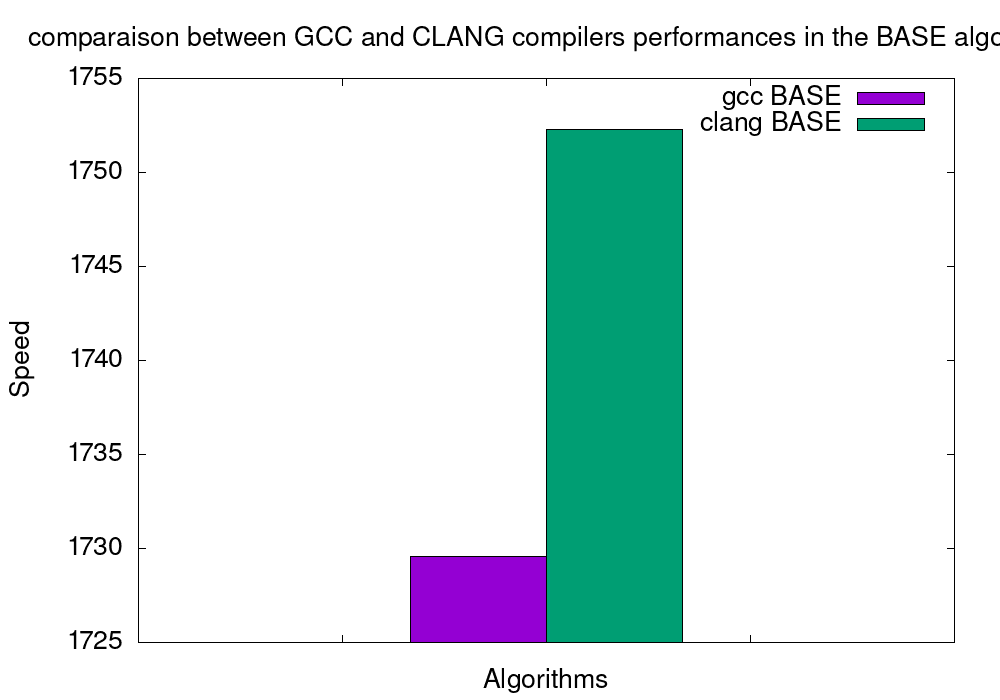 comparaison between GCC and CLANG compilers performances in the BASE algo
1755
gcc BASE
clang BASE
1750
1745
1740
Speed
1735
1730
1725
Algorithms